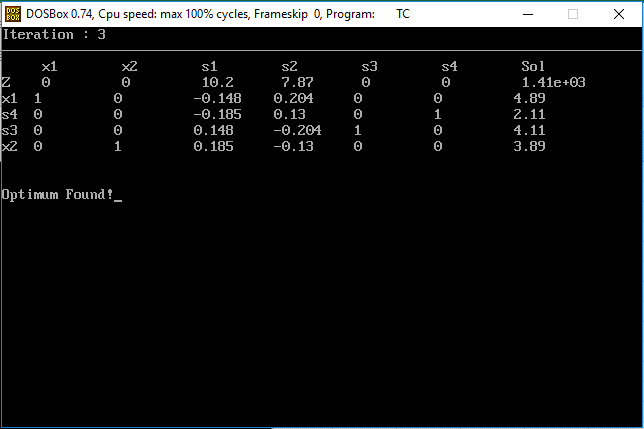 DOS BOX DOSBox 0.74, Cpu speed: max 100% cycles, Frameskip 0, Program: TC
Iteration : 3
x1 x2 s1 s2 s3 s4 Sol
Z 0 0 10.2 7.87 0 0 1.41e+03
x1 1 0 -0.148 0.204 0 0 4.89
s4 0 0 -0.185 0.13 0 1 2.11
s3 0 0 0.148 -0.204 1 0 4.11
x2 0 1 0.185 -0.13 0 0 3.89
Optimum Found!_